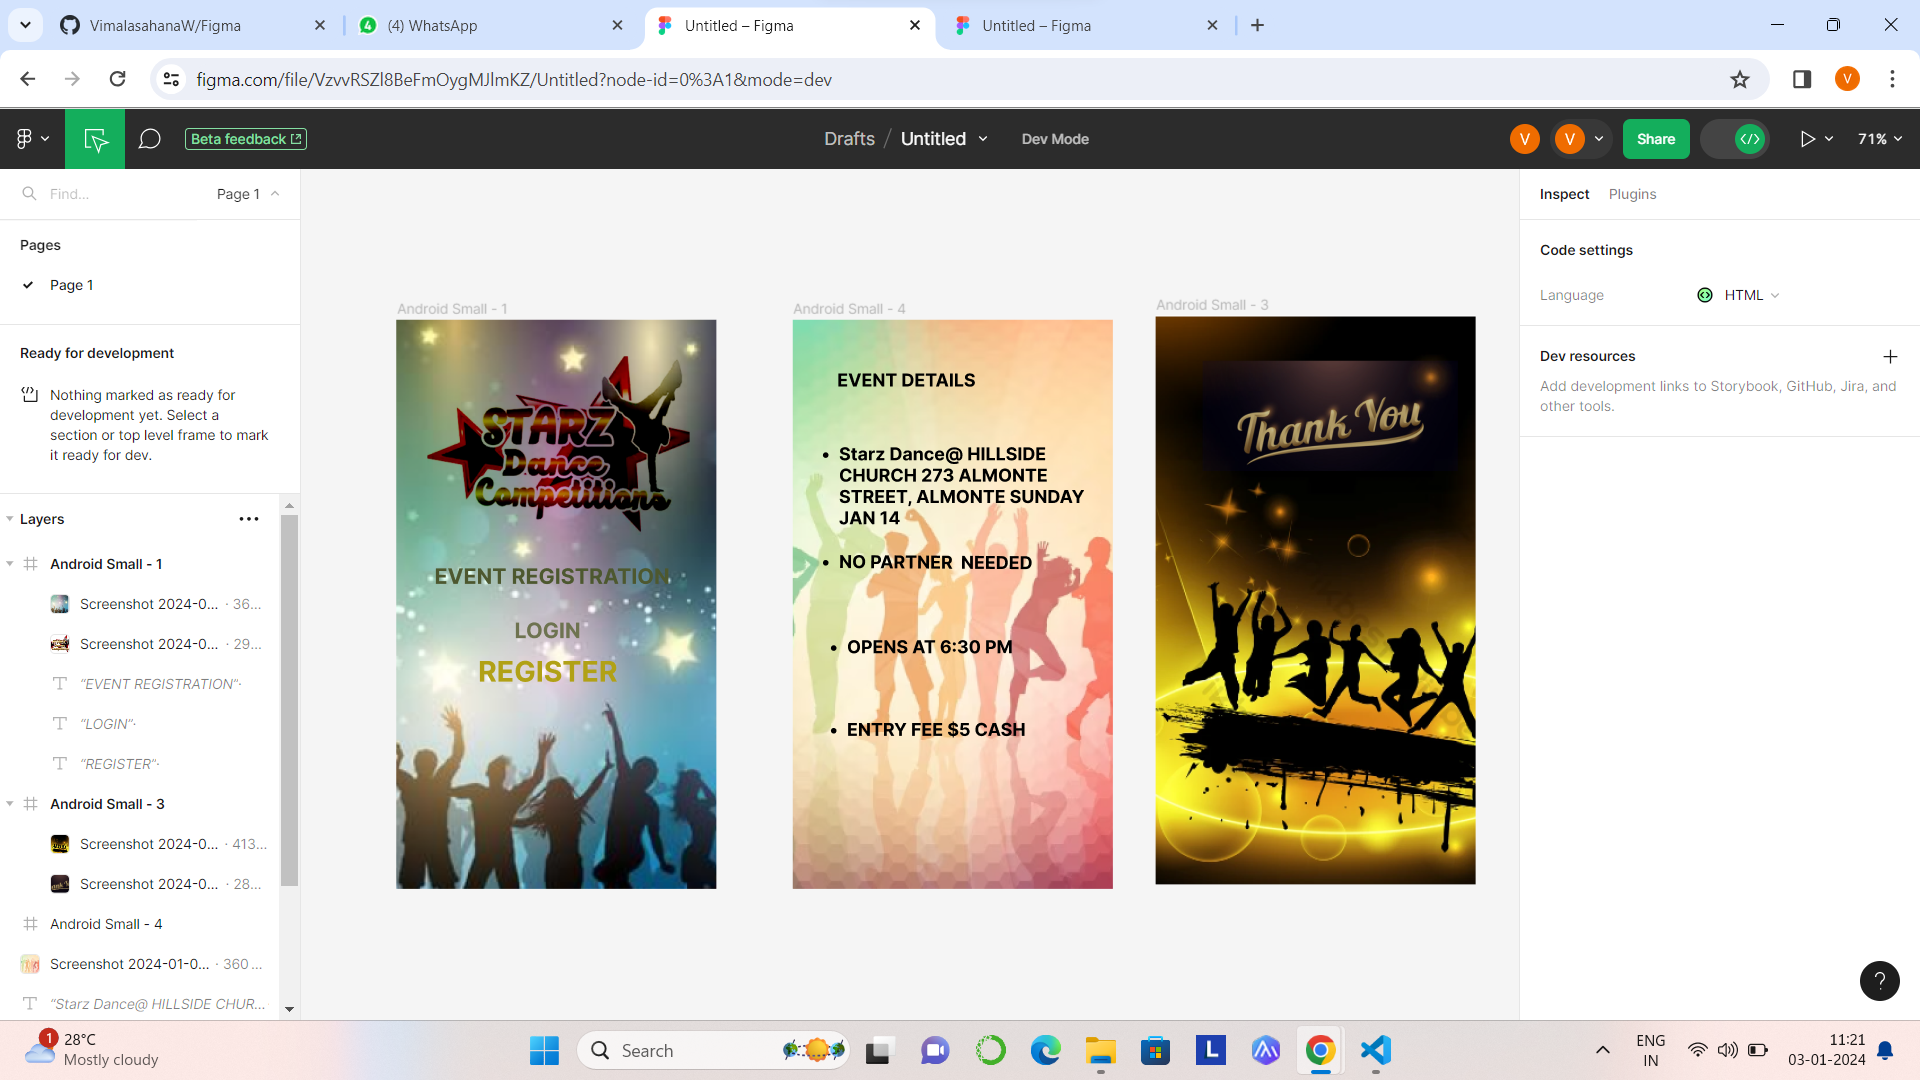 VimalasahanaW/Figma
4
(4) WhatsApp
Untitled – Figma
Untitled – Figma
figma.com/file/VzvvRSZl8BeFmOygMJlmKZ/Untitled?node-id=0%3A1&mode=dev
V
Beta feedback
Drafts / Untitled
Dev Mode
V
V
Share
</>
71%
Find...
Page 1
Inspect
Plugins
Pages
Page 1
Ready for development
Nothing marked as ready for
development yet. Select a
section or top level frame to mark
it ready for dev.
Layers
Android Small - 1
Screenshot 2024-0... · 36...
Screenshot 2024-0... · 29...
"EVENT REGISTRATION"·
"LOGIN"·
"REGISTER"·
Android Small - 3
Screenshot 2024-0... · 413...
Screenshot 2024-0... · 28...
Android Small - 4
Screenshot 2024-01-0... · 360...
"Starz Dance@ HILLSIDE CHUR...
Android Small - 1
STARZ
Dance
Competitions
EVENT REGISTRATION
LOGIN
REGISTER
Android Small - 4
EVENT DETAILS
• Starz Dance@ HILLSIDE
CHURCH 273 ALMONTE
STREET, ALMONTE SUNDAY
JAN 14
• NO PARTNER NEEDED
• OPENS AT 6:30 PM
• ENTRY FEE $5 CASH
Android Small - 3
Thank You
Code settings
Language
HTML
Dev resources
Add development links to Storybook, GitHub, Jira, and
other tools.
?
1
28°C
Mostly cloudy
Search
L
ENG
IN
11:21
03-01-2024